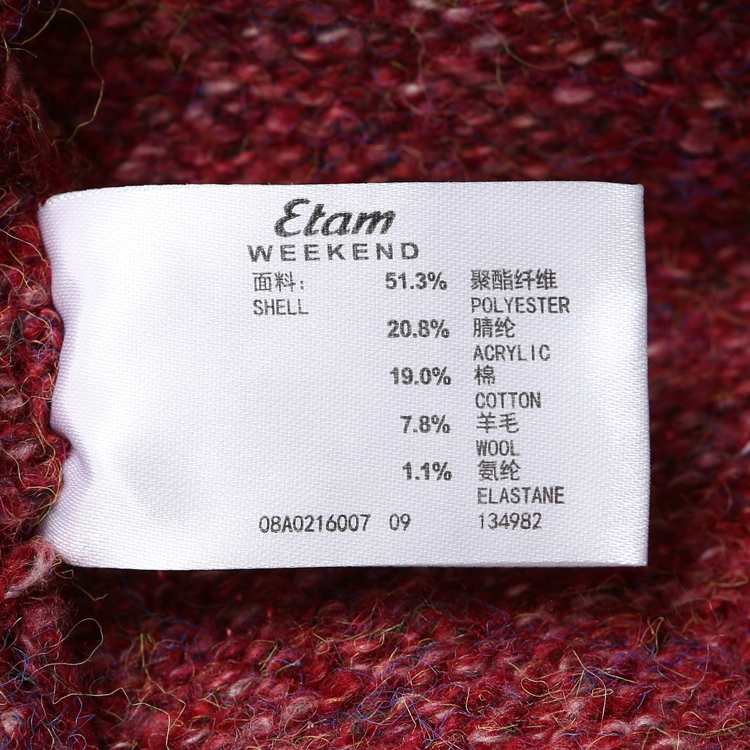 Etam
WEEKEND
面料: 51.3% 聚酯纤维
SHELL POLYESTER
20.8% 腈纶
ACRYLIC
19.0% 棉
COTTON
7.8% 羊毛
WOOL
1.1% 氨纶
ELASTANE
08A0216007 09 134982